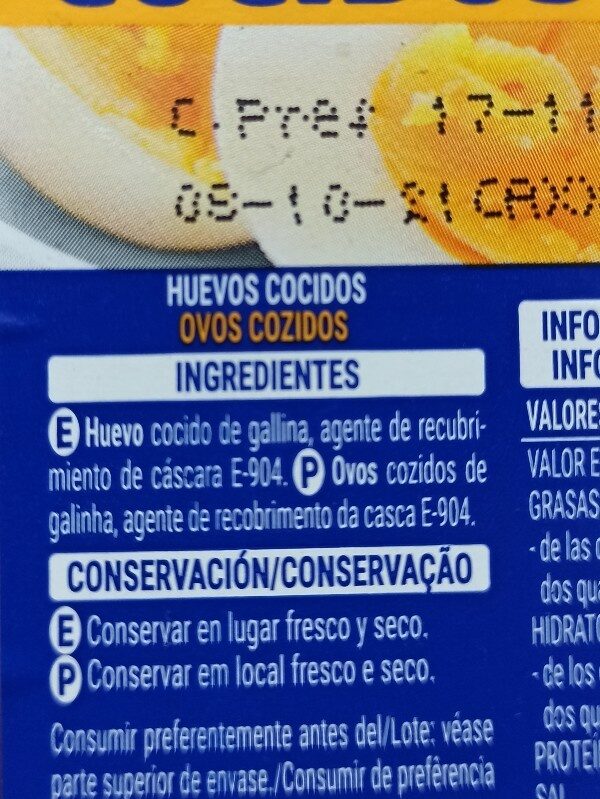 COCIDOS
C.Pref 17-11
05-10-21CAXX
HUEVOS COCIDOS
OVOS COZIDOS
INGREDIENTES
E Huevo cocido de gallina, agente de recubri-
miento de cáscara E-904. P Ovos cozidos de
galinha, agente de recobrimento da casca E-904.
CONSERVACIÓN/CONSERVAÇÃO
E Conservar en lugar fresco y seco.
P Conservar em local fresco e seco.
Consumir preferentemente antes del/Lote: véase
parte superior de envase./Consumir de preferência
INFO
INFO
VALORES
VALOR E
GRASAS
- de las
dos qu
HIDRATO
- de los
dos qu
PROTEÍ
SAL